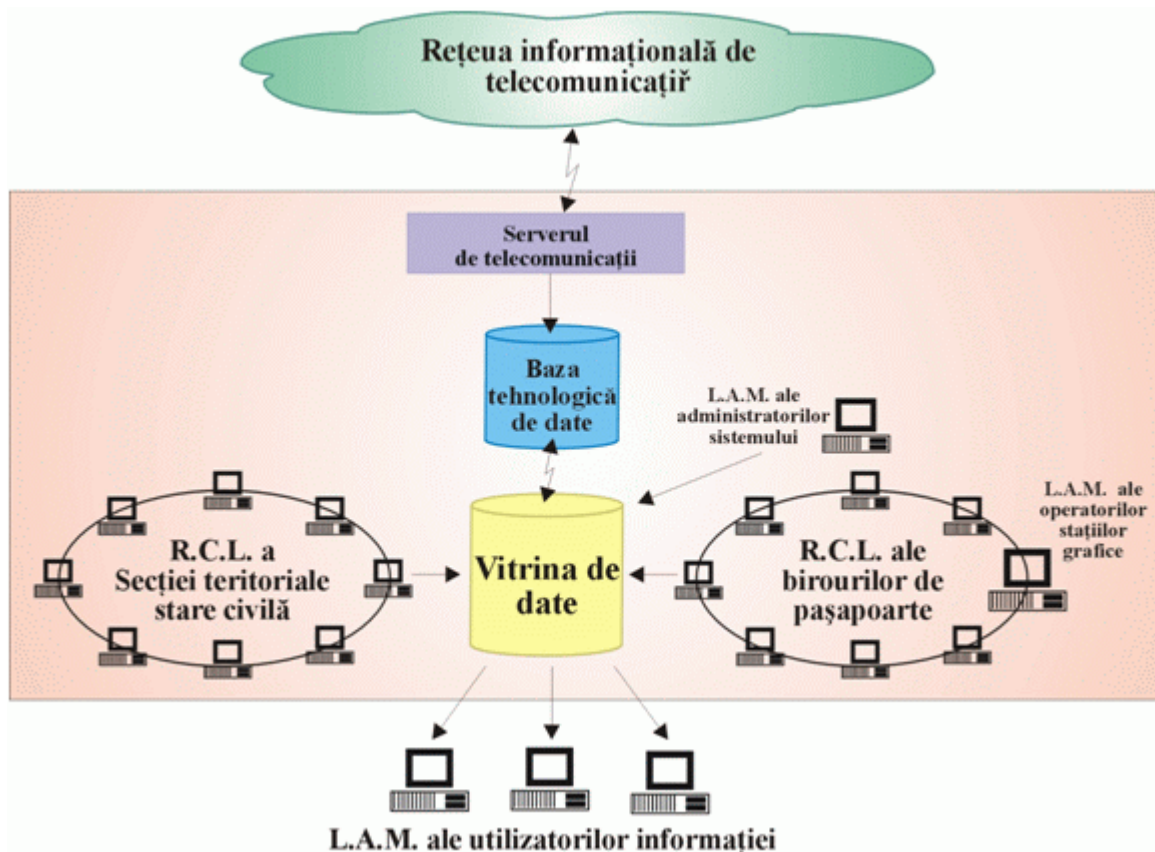 Rețeua informațională de
telecomunicațiř
Serverul
de telecomunicații
Baza
tehnologică
de date
L.A.M. ale
administratorilor
sistemului
L.A.M. ale
operatorilor
stațiilor
grafice
R.C.L. a
Secției teritoriale
stare civilă
Vitrina de
date
R.C.L. ale
birourilor de
pașapoarte
L.A.M. ale utilizatorilor informației